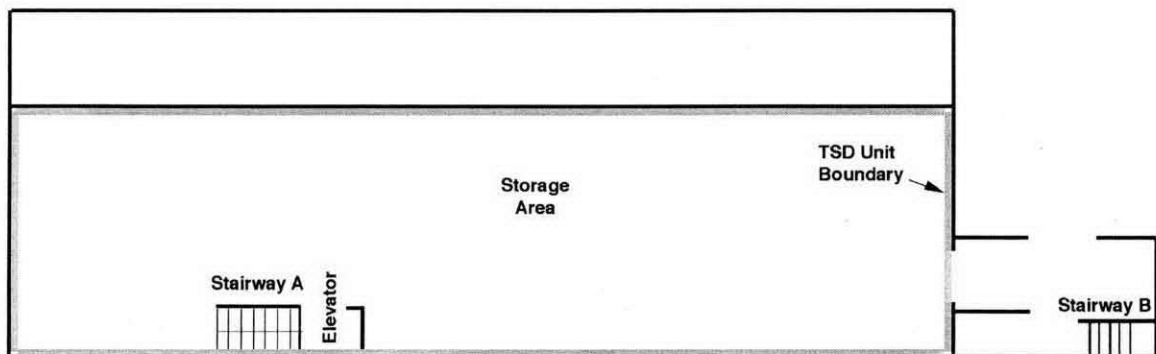 TSD Unit
Boundary
Storage
Area
Stairway A
Elevator
Stairway B